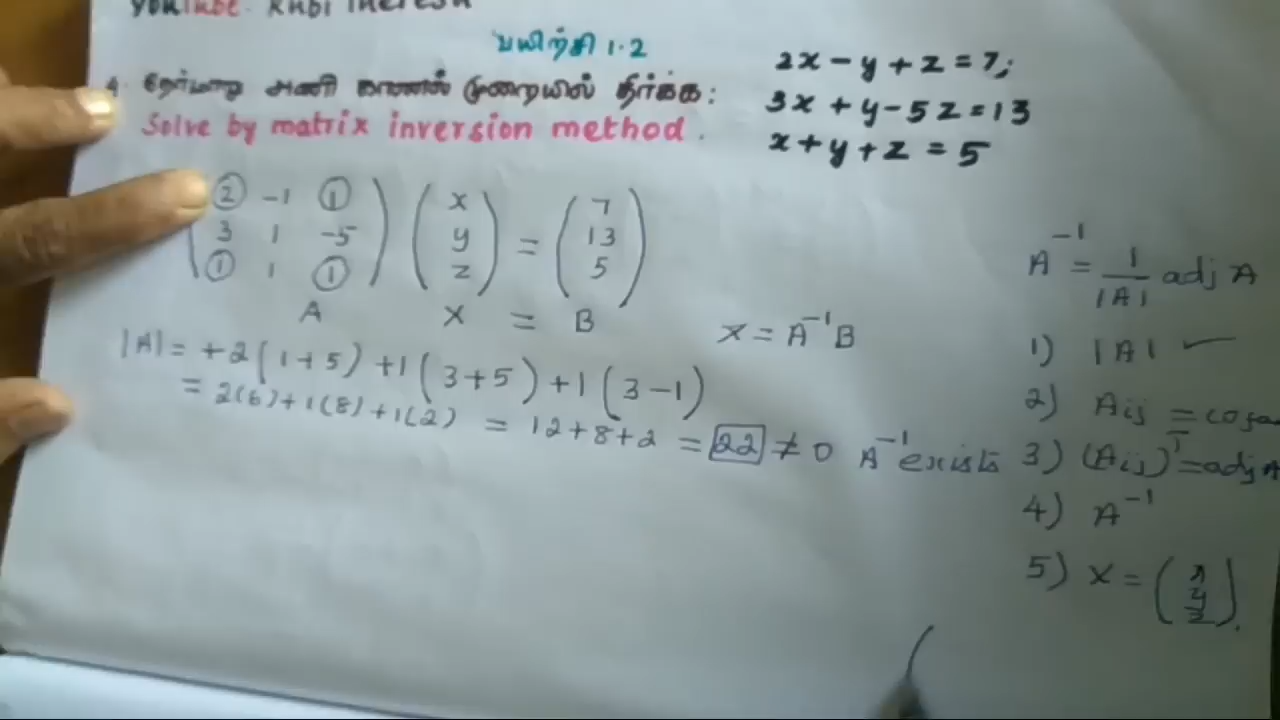 YouTube:
பயிற்சி 1.2
4. நேர்மாறு அணி காணல் முறையில் தீர்க்க:
Solve by matrix inversion method.
2x - y + z = 7;
3x + y - 5z = 13
x + y + z = 5
( 2 -1 1 ) ( x ) = ( 7 )
( 3 1 -5 ) ( y ) = ( 13 )
( 1 1 1 ) ( z ) = ( 5 )
A X = B
X = A⁻¹B
|A| = +2(1+5) +1(3+5) +1(3-1)
= 2(6)+1(8)+1(2) = 12+8+2 = 22 ≠ 0 A⁻¹ exists
A⁻¹ = 1/|A| adj A
1) |A| ✓
2) Aij =
3) (Aij)ᵀ = adj A
4) A⁻¹
5) X = ( x y z ).
(